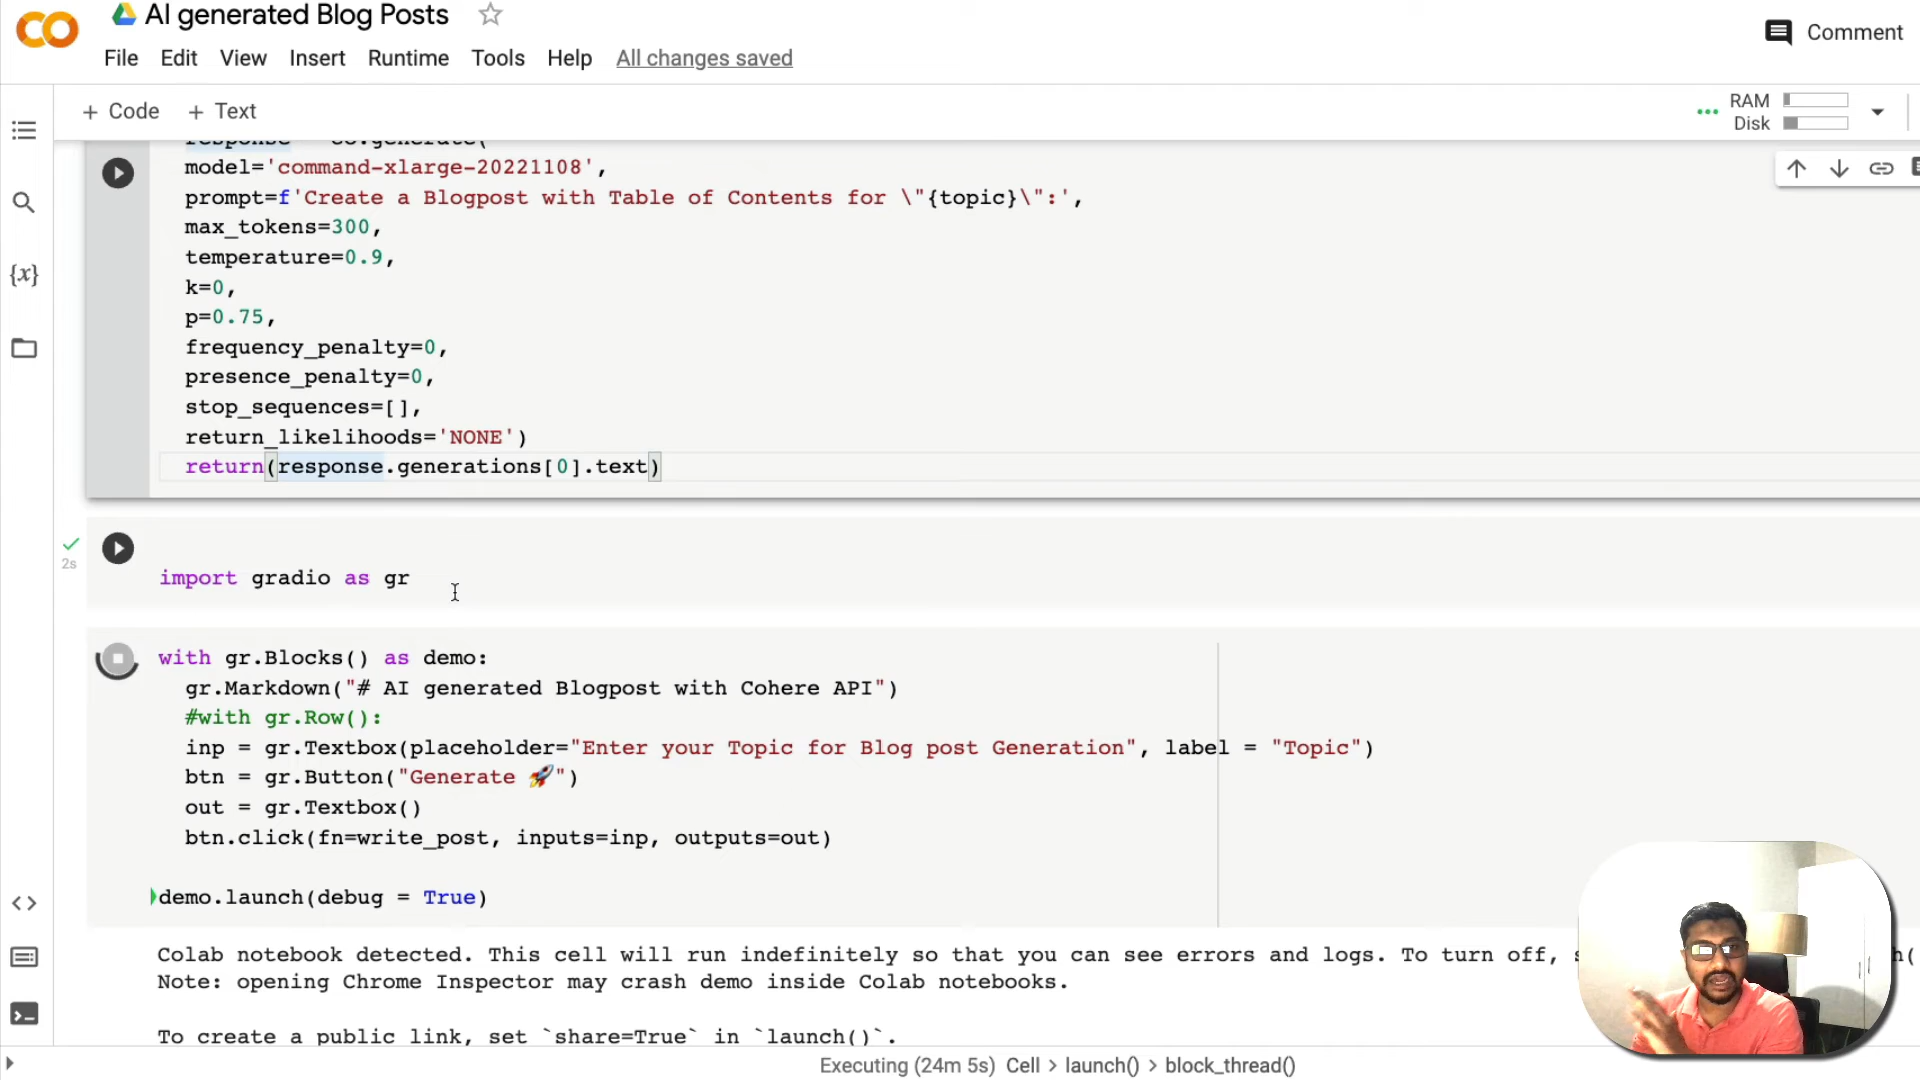 AI generated Blog Posts
Comment
File Edit View Insert Runtime Tools Help All changes saved
+ Code + Text
RAM
Disk
response = co.generate(
model='command-xlarge-20221108',
prompt=f'Create a Blogpost with Table of Contents for \"{topic}\":',
max_tokens=300,
temperature=0.9,
k=0,
p=0.75,
frequency_penalty=0,
presence_penalty=0,
stop_sequences=[],
return_likelihoods='NONE')
return(response.generations[0].text)
2s
import gradio as gr
with gr.Blocks() as demo:
gr.Markdown("# AI generated Blogpost with Cohere API")
#with gr.Row():
inp = gr.Textbox(placeholder="Enter your Topic for Blog post Generation", label = "Topic")
btn = gr.Button("Generate 🚀")
out = gr.Textbox()
btn.click(fn=write_post, inputs=inp, outputs=out)
demo.launch(debug = True)
Colab notebook detected. This cell will run indefinitely so that you can see errors and logs. To turn off,
Note: opening Chrome Inspector may crash demo inside Colab notebooks.
To create a public link, set `share=True` in `launch()`.
Executing (24m 5s) Cell > launch() > block_thread()